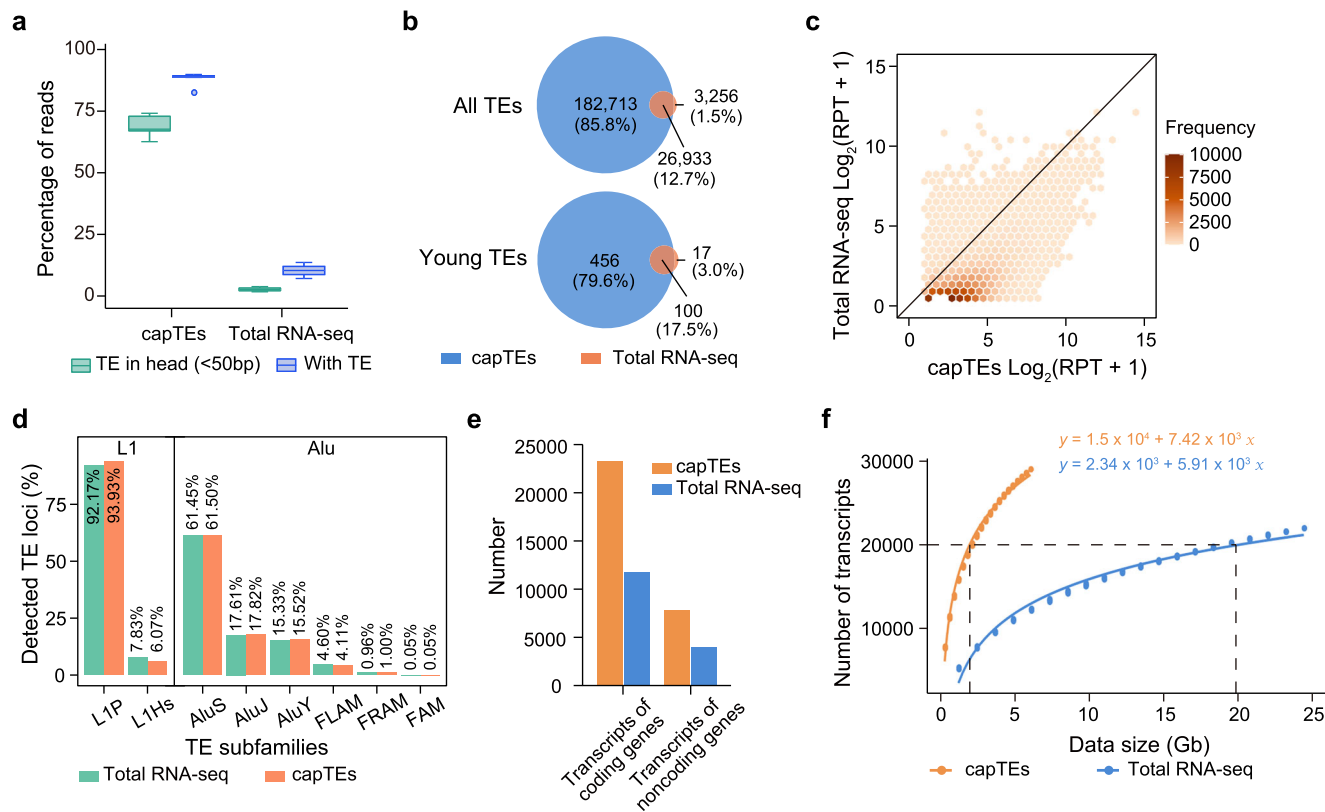 a
100
75
50
25
0
Percentage of reads
capTEs
Total RNA-seq
TE in head (<50bp)
With TE
b
All TEs
182,713
(85.8%)
3,256
(1.5%)
26,933
(12.7%)
Young TEs
456
(79.6%)
17
(3.0%)
100
(17.5%)
capTEs
Total RNA-seq
c
15
10
5
0
Total RNA-seq Log₂(RPT + 1)
0
5
10
15
capTEs Log₂(RPT + 1)
Frequency
10000
7500
5000
2500
0
d
L1
Alu
75
50
25
0
Detected TE loci (%)
92.17%
93.93%
7.83%
6.07%
61.45%
61.50%
17.61%
17.82%
15.33%
15.52%
4.60%
4.11%
0.96%
1.00%
0.05%
0.05%
L1P
L1Hs
AluS
AluJ
AluY
FLAM
FRAM
FAM
TE subfamilies
Total RNA-seq
capTEs
e
25000
20000
15000
10000
5000
0
Number
capTEs
Total RNA-seq
Transcripts of
coding genes
Transcripts of
noncoding genes
f
y = 1.5 x 10⁴ + 7.42 x 10³ x
y = 2.34 x 10³ + 5.91 x 10³ x
30000
20000
10000
Number of transcripts
0
5
10
15
20
25
Data size (Gb)
capTEs
Total RNA-seq